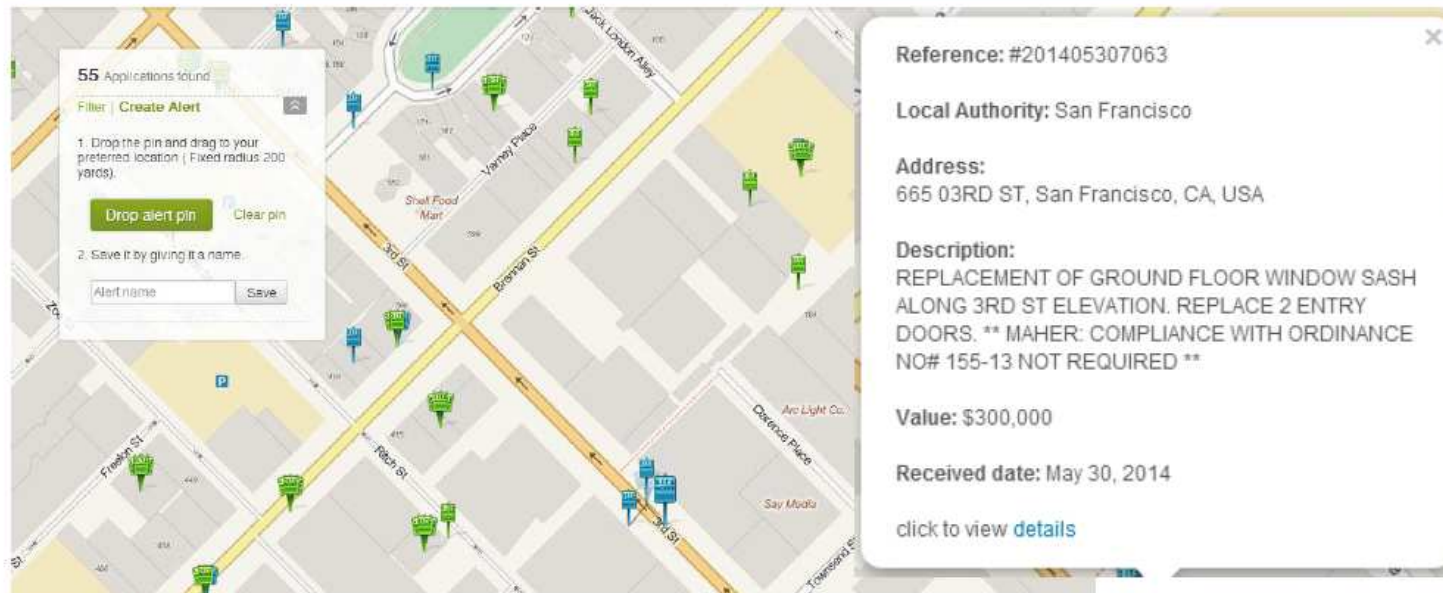 55 Applications found
Filter | Create Alert
1. Drop the pin and drag to your
preferred location ( Fixed radius 200
yards).
Drop alert pin
Clear pin
2. Save it by giving it a name.
Alert name
Save
Jack London Alley
Varney Place
Shell Food
Mart
3rd St
Brannan St
P
Freelon St
Ritch St
Clarence Place
Arc Light Co.
Say Media
3rd St
Townsend St
Reference: #201405307063
Local Authority: San Francisco
Address:
665 03RD ST, San Francisco, CA, USA
Description:
REPLACEMENT OF GROUND FLOOR WINDOW SASH
ALONG 3RD ST ELEVATION. REPLACE 2 ENTRY
DOORS. ** MAHER: COMPLIANCE WITH ORDINANCE
NO# 155-13 NOT REQUIRED **
Value: $300,000
Received date: May 30, 2014
click to view details